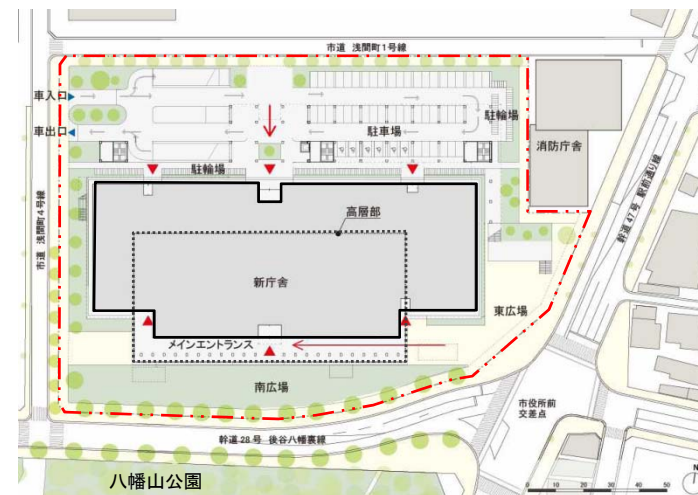 市道 浅間町1号線
車入口
車出口
駐輪場
駐車場
消防庁舎
駐輪場
幹道47号 駅前通り線
高層部
市道 浅間町4号線
新庁舎
東広場
メインエントランス
南広場
市役所前
交差点
幹道28号 後谷八幡裏線
八幡山公園
N
0 10 20 30 40 50